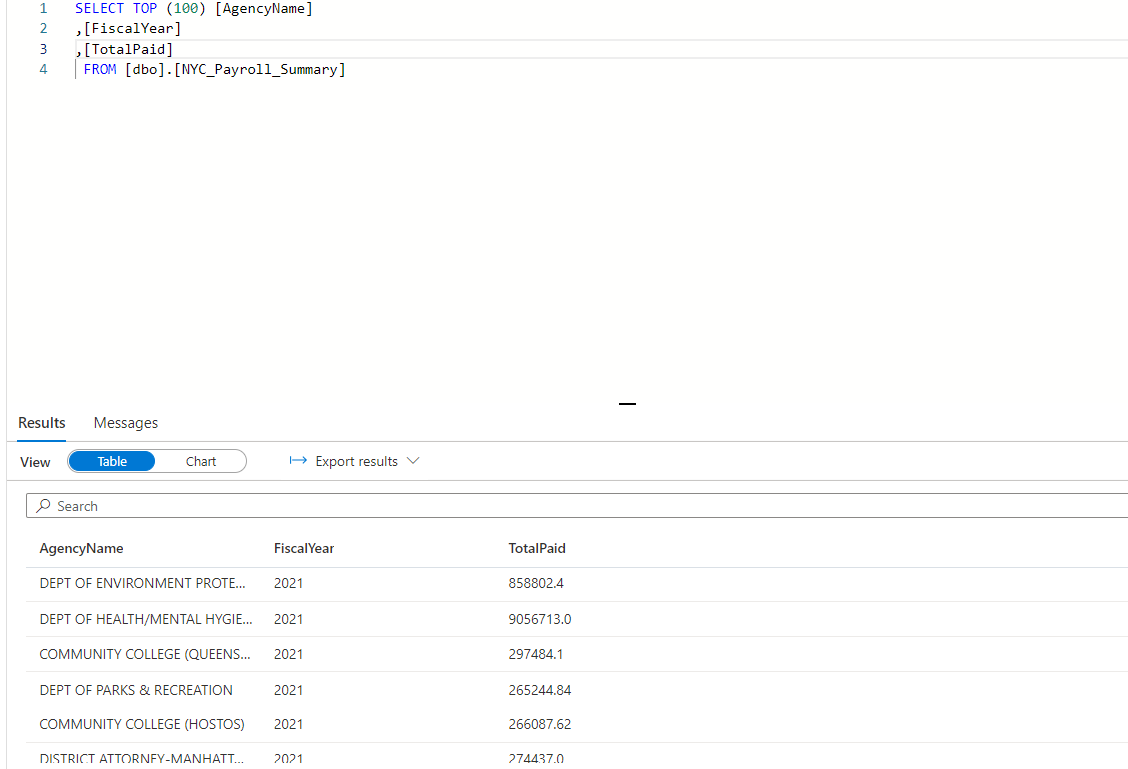 1 SELECT TOP (100) [AgencyName]
2 ,[FiscalYear]
3 ,[TotalPaid]
4 FROM [dbo].[NYC_Payroll_Summary]
Results Messages
View Table Chart Export results
Search
AgencyName FiscalYear TotalPaid
DEPT OF ENVIRONMENT PROTE... 2021 858802.4
DEPT OF HEALTH/MENTAL HYGIE... 2021 9056713.0
COMMUNITY COLLEGE (QUEENS... 2021 297484.1
DEPT OF PARKS & RECREATION 2021 265244.84
COMMUNITY COLLEGE (HOSTOS) 2021 266087.62
DISTRICT ATTORNEY-MANHATT... 2021 274437.0